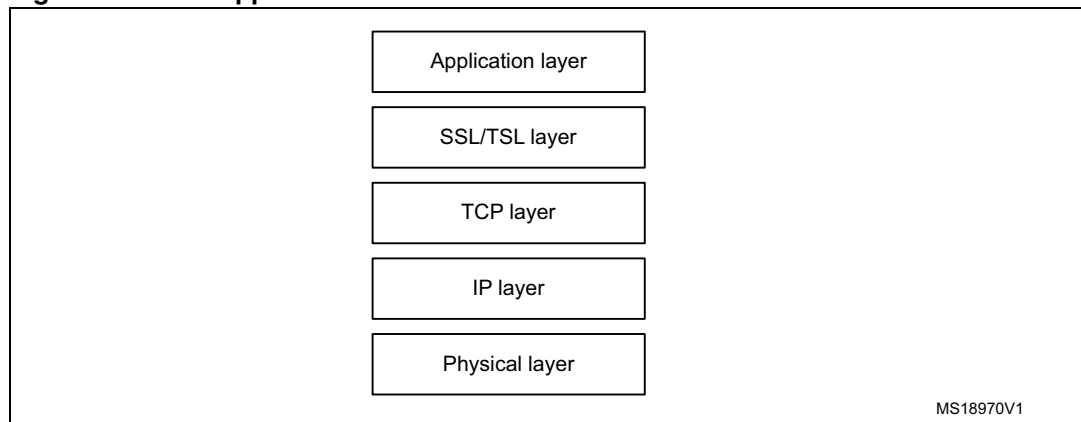 Application layer
SSL/TSL layer
TCP layer
IP layer
Physical layer
MS18970V1